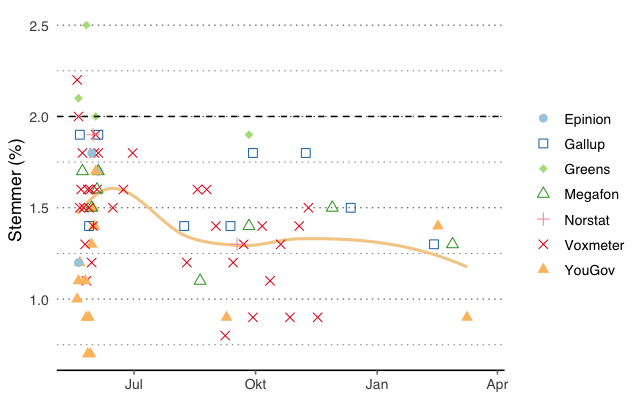 2.5
2.0
1.5
1.0
Stemmer (%)
Jul
Okt
Jan
Apr
Epinion
Gallup
Greens
Megafon
Norstat
Voxmeter
YouGov